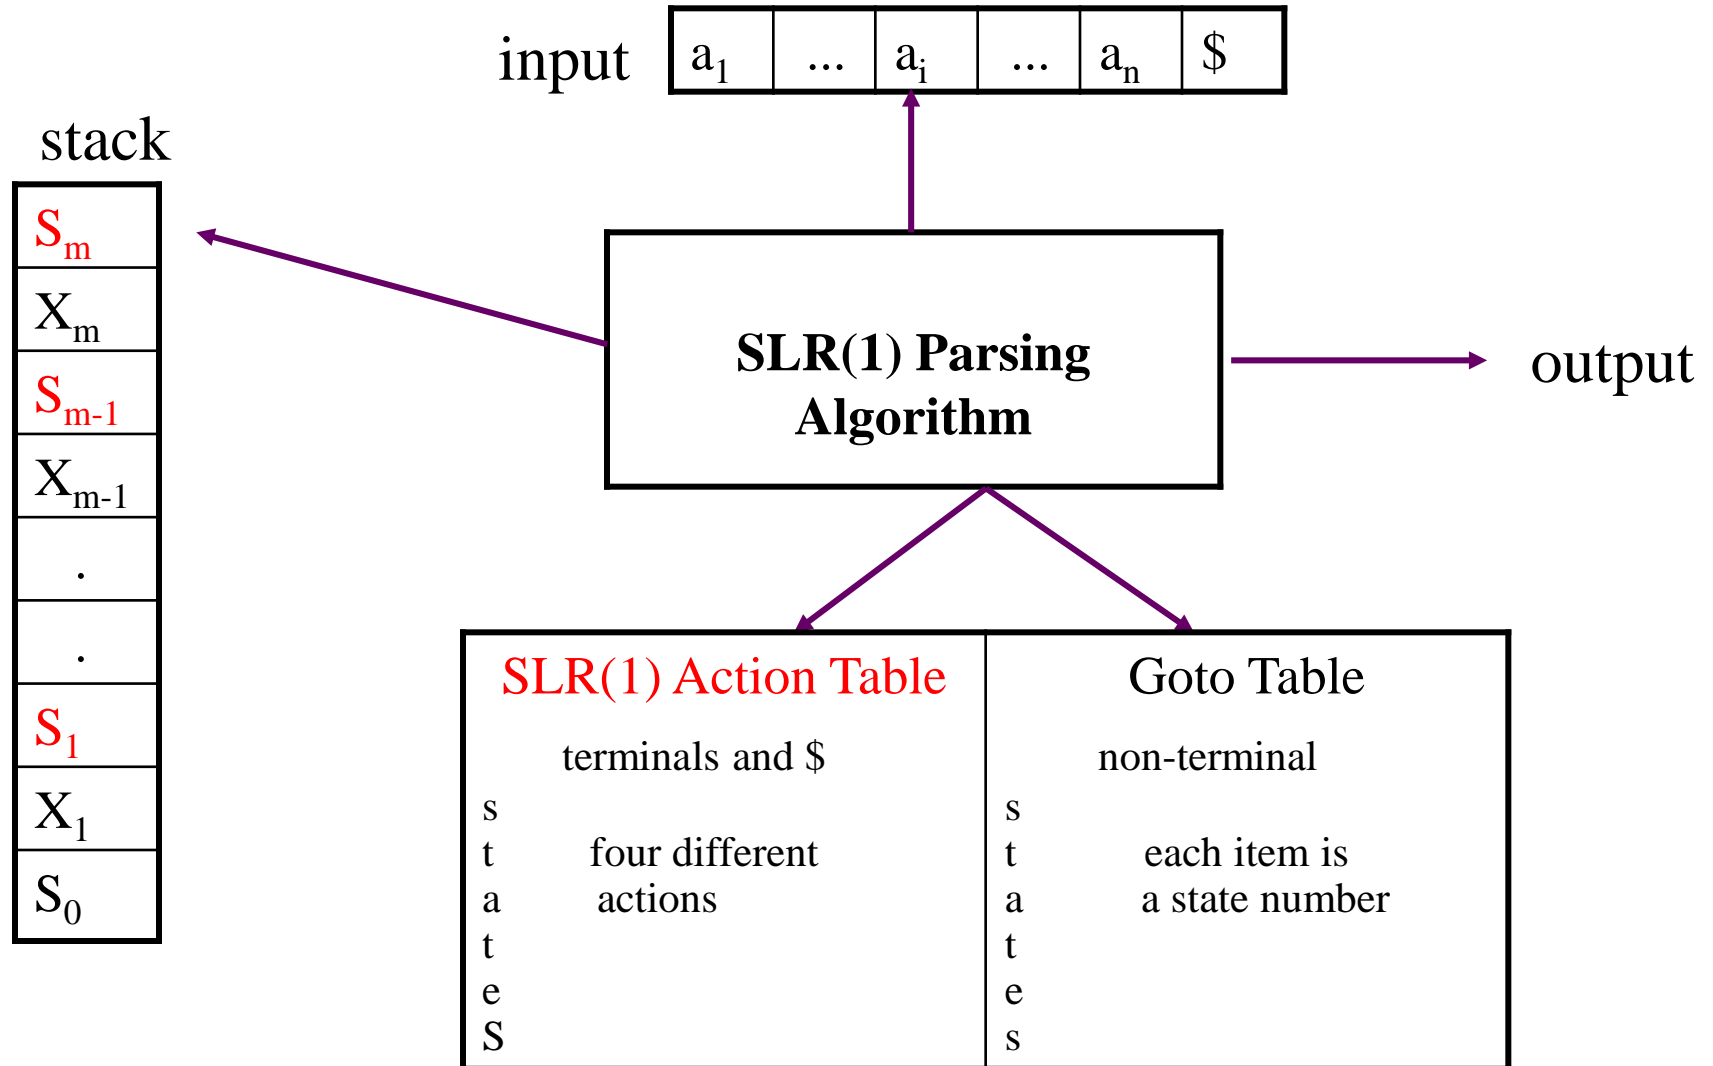 input
a1 ... ai ... an $
stack
Sm
Xm
Sm-1
Xm-1
.
.
S1
X1
S0
SLR(1) Parsing
Algorithm
output
SLR(1) Action Table
terminals and $
s
t four different
a actions
t
e
S
Goto Table
non-terminal
s
t each item is
a a state number
t
e
s